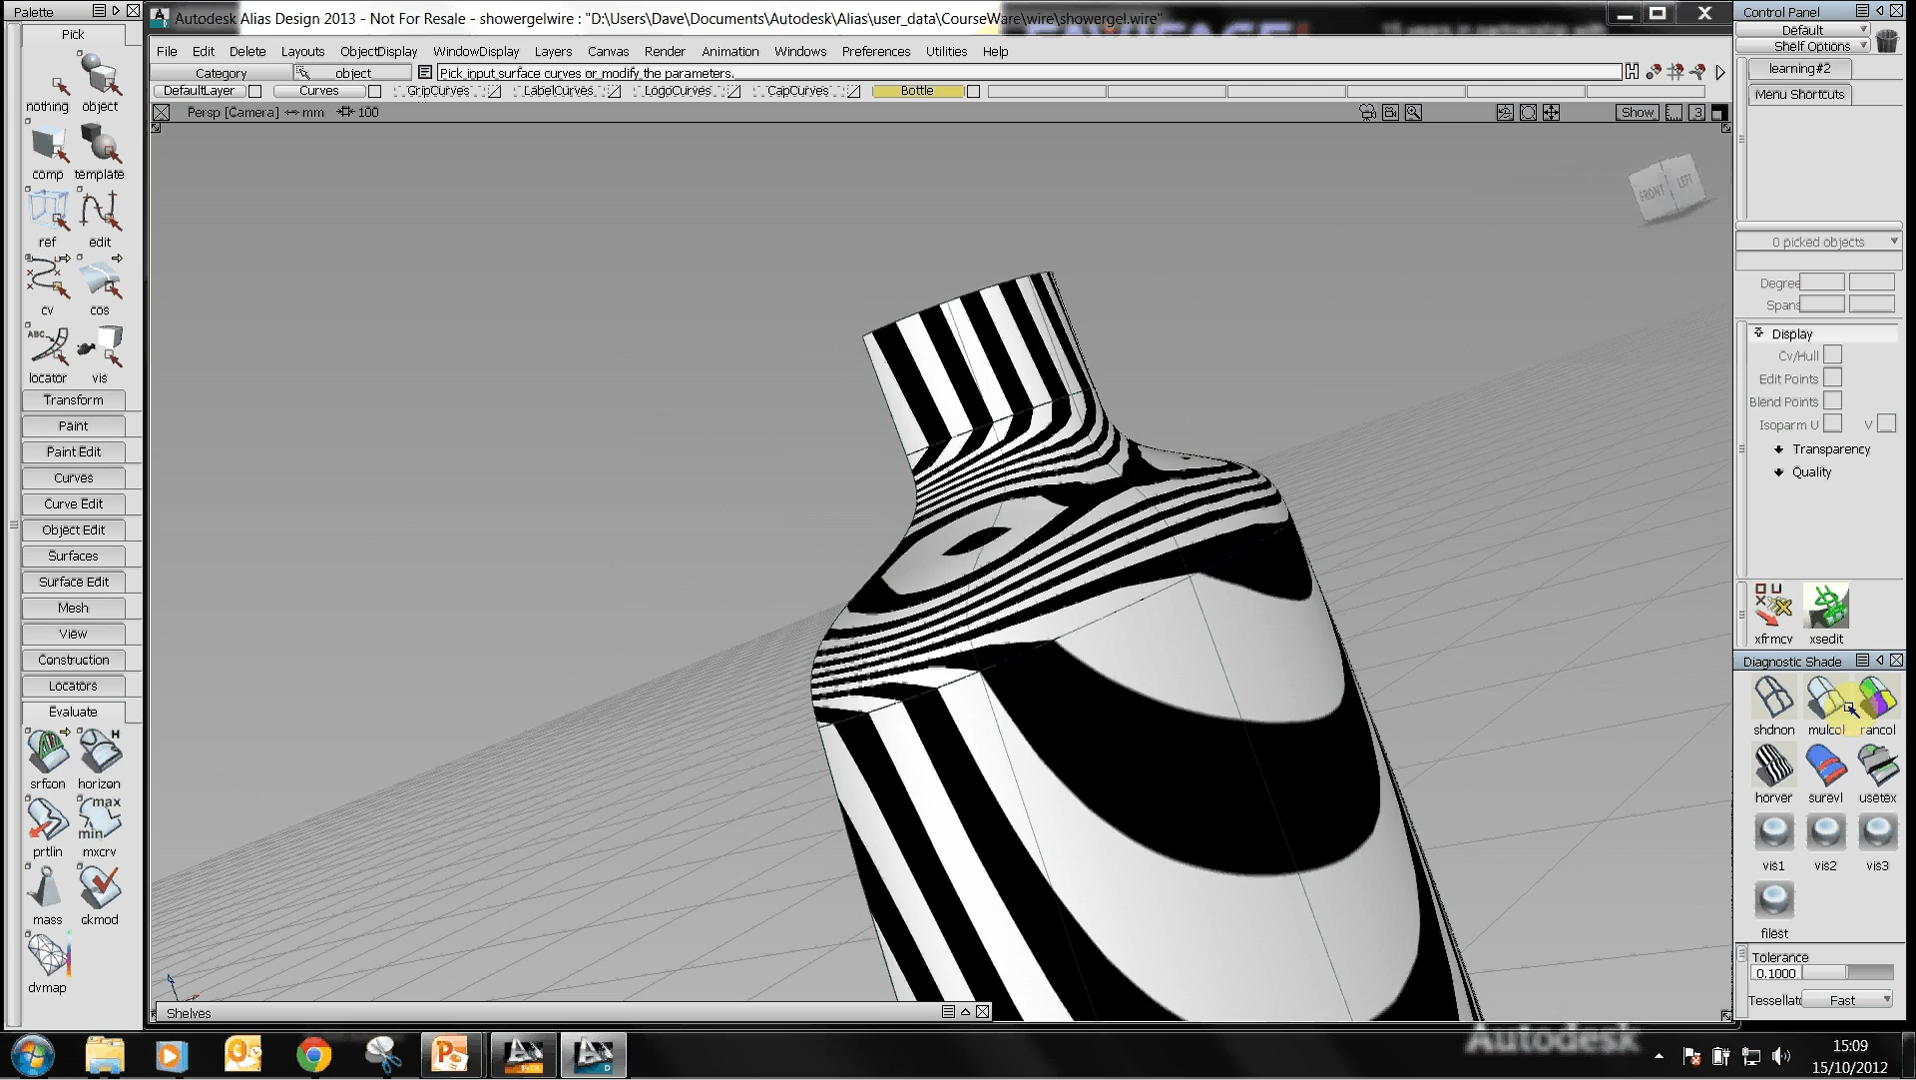 Palette
Autodesk Alias Design 2013 - Not For Resale - showergelwire : "D:\Users\Dave\Documents\Autodesk\Alias\user_data\CourseWare\wire\showergel.wire"
Control Panel
Pick
File Edit Delete Layouts ObjectDisplay WindowDisplay Layers Canvas Render Animation Windows Preferences Utilities Help
Default
Shelf Options
Category object Pick input surface curves or modify the parameters.
learning#2
DefaultLayer Curves GripCurves LabelCurves LogoCurves CapCurves Bottle
Menu Shortcuts
Persp [Camera] mm 100 Show 3
nothing object
comp template
ref edit
cv cos
locator vis
FRONT LEFT
0 picked objects
Degree
Spans
Display
Cv/Hull
Edit Points
Blend Points
Isoparm U V
Transparency
Quality
Transform
Paint
Paint Edit
Curves
Curve Edit
Object Edit
Surfaces
Surface Edit
Mesh
View
Construction
Locators
Evaluate
xfrmcv xsedit
Diagnostic Shade
shdnon mulcol rancol
horver surevl usetex
vis1 vis2 vis3
filest
srfcon horizon
max
min
prtlin mxcrv
mass ckmod
dvmap
Tolerance
0.1000
Fast
Shelves
Autodesk
15:09
15/10/2012